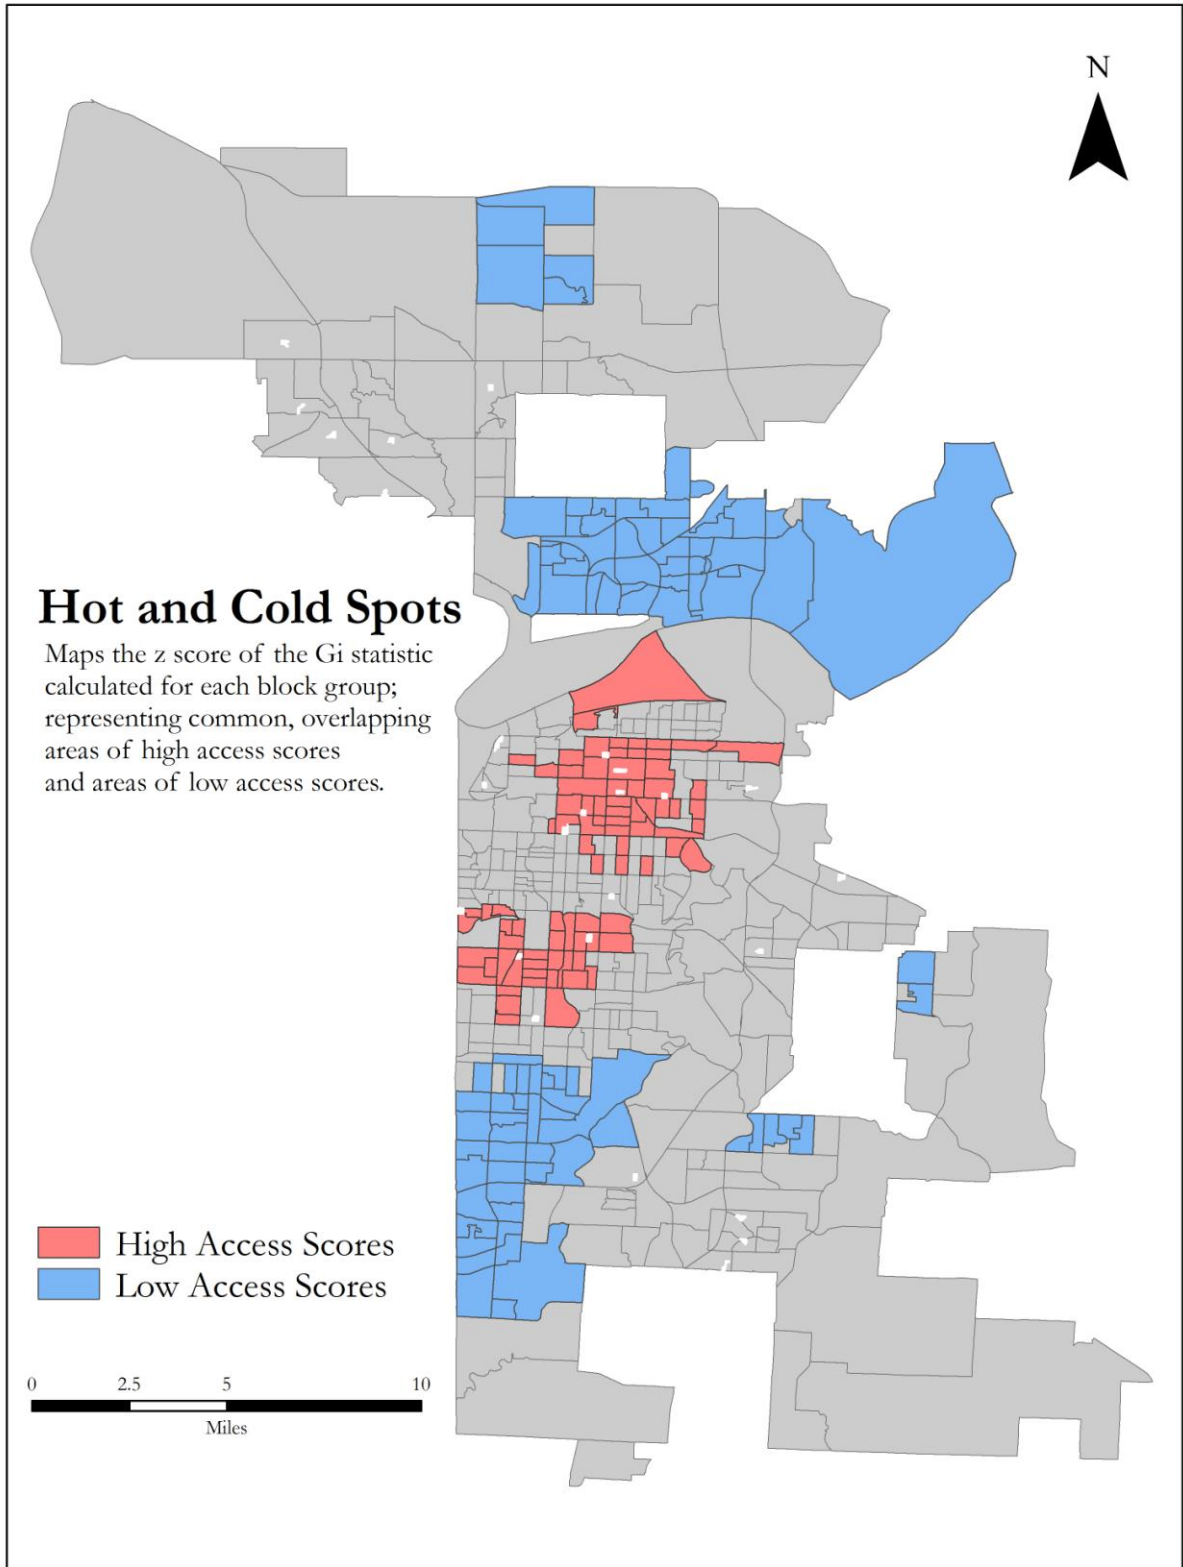 N
Hot and Cold Spots
Maps the z score of the Gi statistic
calculated for each block group;
representing common, overlapping
areas of high access scores
and areas of low access scores.
High Access Scores
Low Access Scores
0 2.5 5 10
Miles